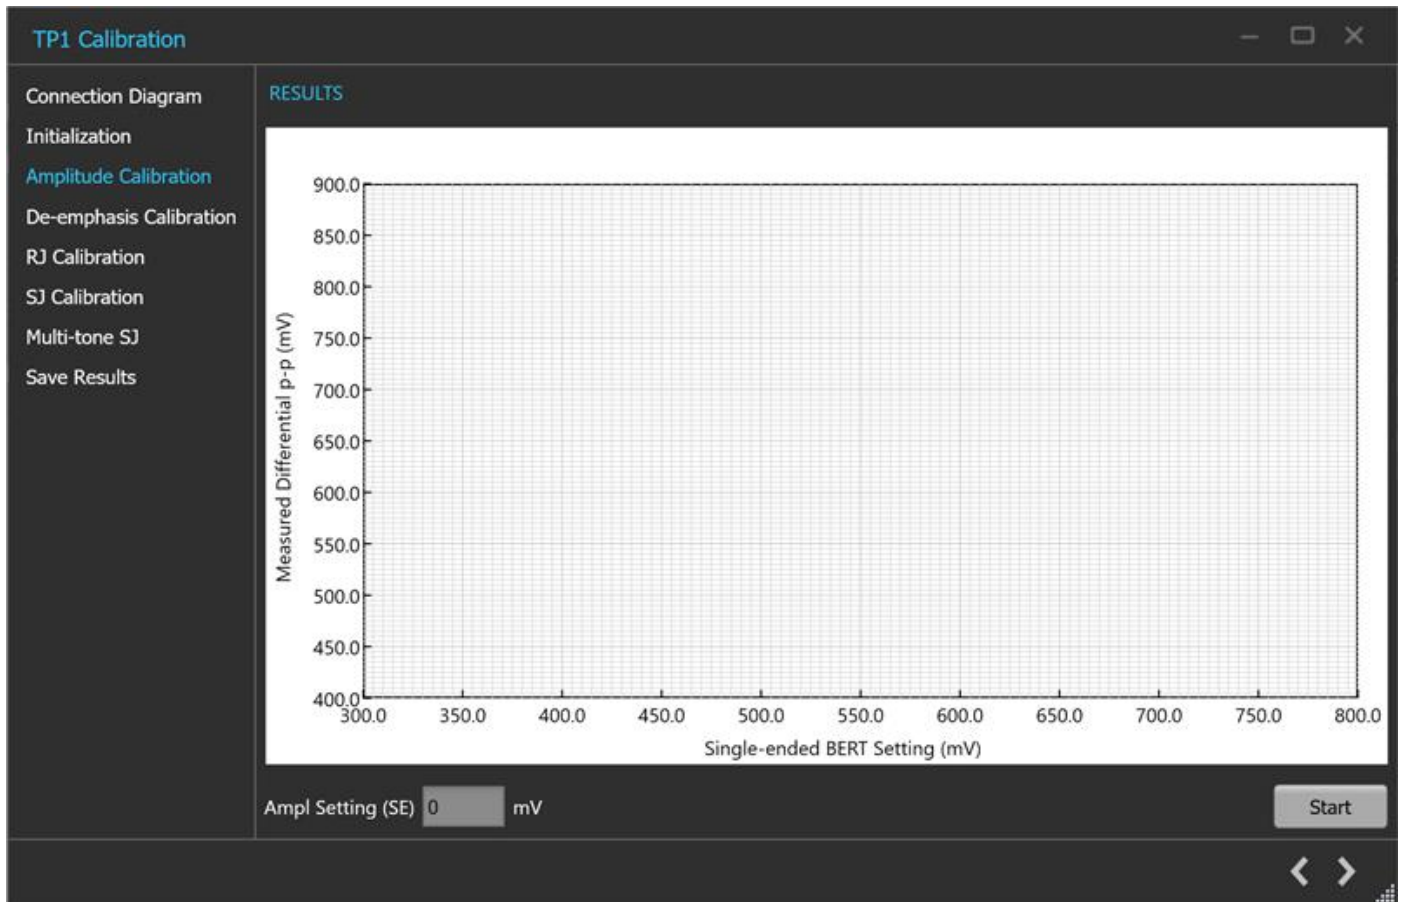 TP1 Calibration
Connection Diagram
Initialization
Amplitude Calibration
De-emphasis Calibration
RJ Calibration
SJ Calibration
Multi-tone SJ
Save Results
RESULTS
Measured Differential p-p (mV)
900.0
850.0
800.0
750.0
700.0
650.0
600.0
550.0
500.0
450.0
400.0
300.0 350.0 400.0 450.0 500.0 550.0 600.0 650.0 700.0 750.0 800.0
Single-ended BERT Setting (mV)
Ampl Setting (SE) 0 mV
Start